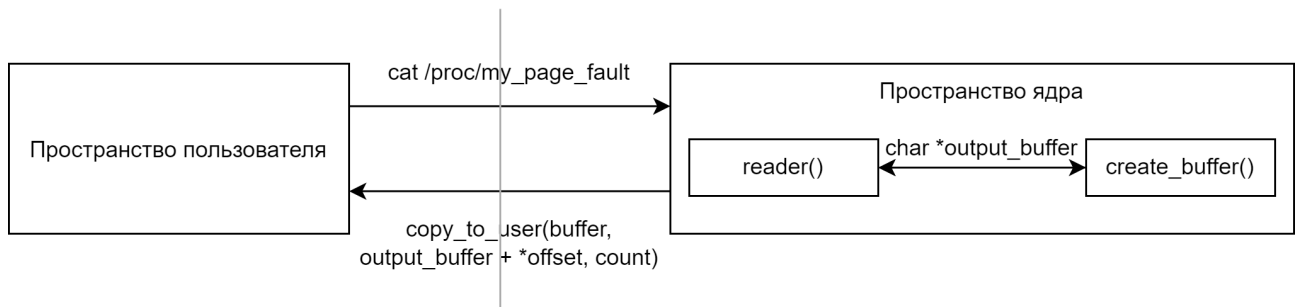 cat /proc/my_page_fault
Пространство пользователя
Пространство ядра
reader()
char *output_buffer
create_buffer()
copy_to_user(buffer,
output_buffer + *offset, count)